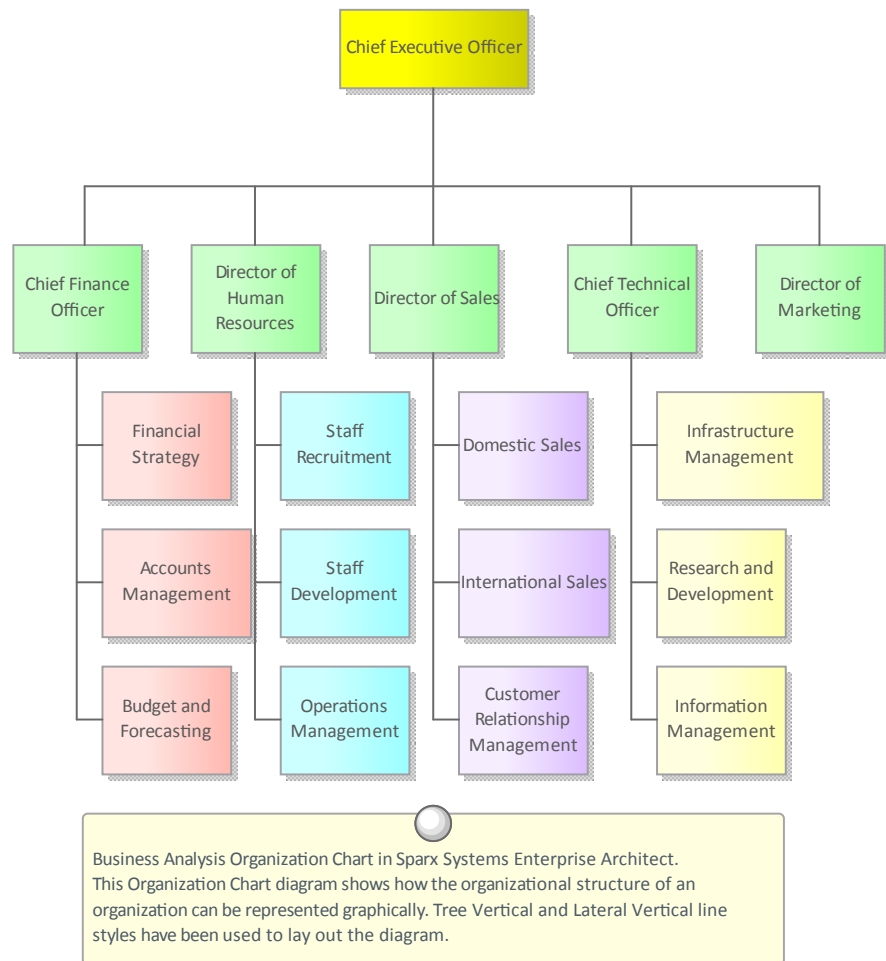 Chief Executive Officer
Chief Finance
Officer
Director of
Human
Resources
Director of Sales
Chief Technical
Officer
Director of
Marketing
Financial
Strategy
Accounts
Management
Budget and
Forecasting
Staff
Recruitment
Staff
Development
Operations
Management
Domestic Sales
International Sales
Customer
Relationship
Management
Infrastructure
Management
Research and
Development
Information
Management
Business Analysis Organization Chart in Sparx Systems Enterprise Architect.
This Organization Chart diagram shows how the organizational structure of an
organization can be represented graphically. Tree Vertical and Lateral Vertical line
styles have been used to lay out the diagram.